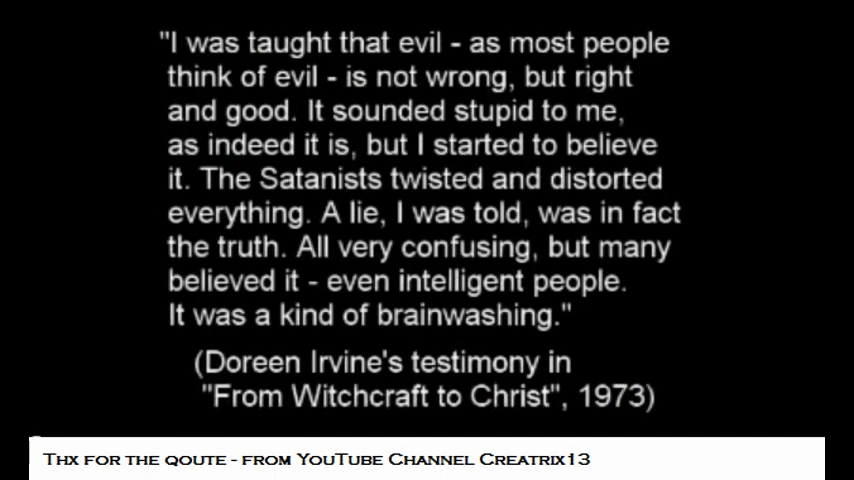 "I was taught that evil - as most people
think of evil - is not wrong, but right
and good. It sounded stupid to me,
as indeed it is, but I started to believe
it. The Satanists twisted and distorted
everything. A lie, I was told, was in fact
the truth. All very confusing, but many
believed it - even intelligent people.
It was a kind of brainwashing."
(Doreen Irvine's testimony in
"From Witchcraft to Christ", 1973)
Thx for the qoute - from YouTube Channel Creatrix13